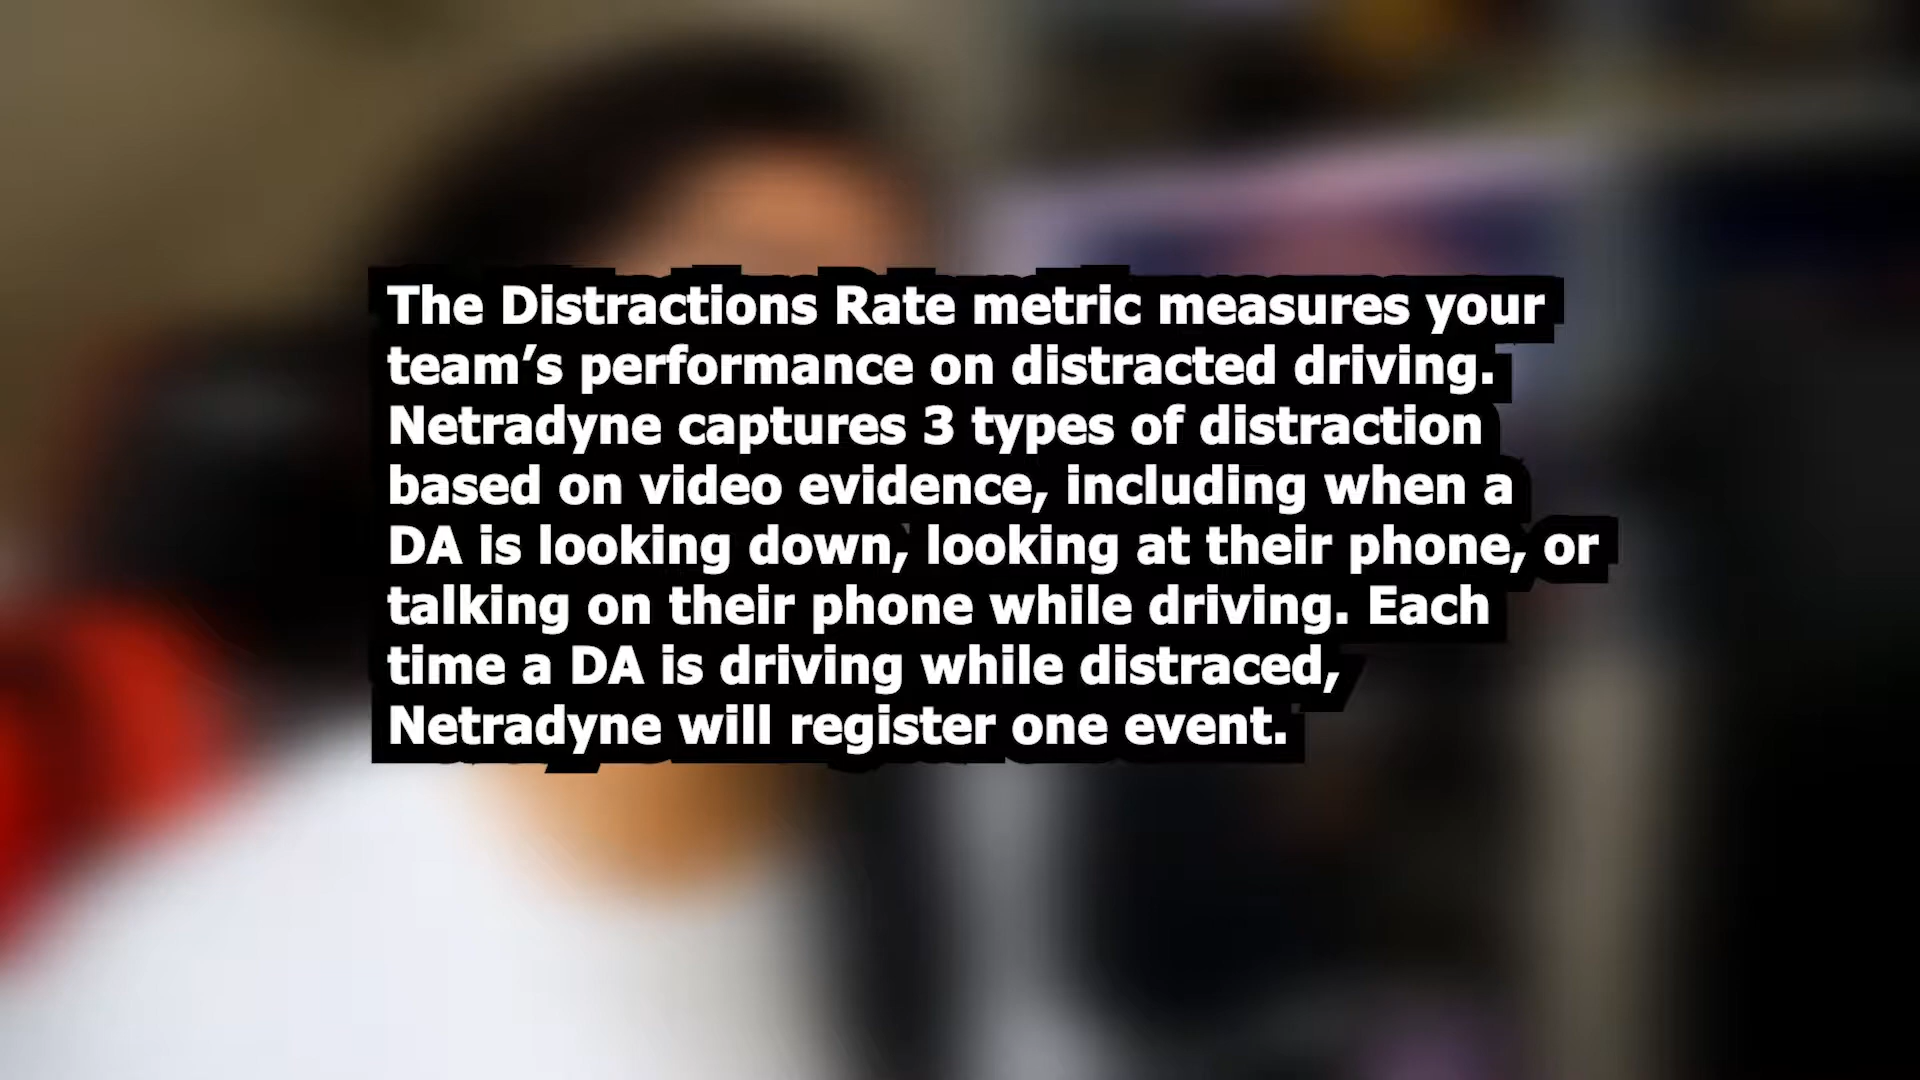 The Distractions Rate metric measures your
team’s performance on distracted driving.
Netradyne captures 3 types of distraction
based on video evidence, including when a
DA is looking down, looking at their phone, or
talking on their phone while driving. Each
time a DA is driving while distraced,
Netradyne will register one event.